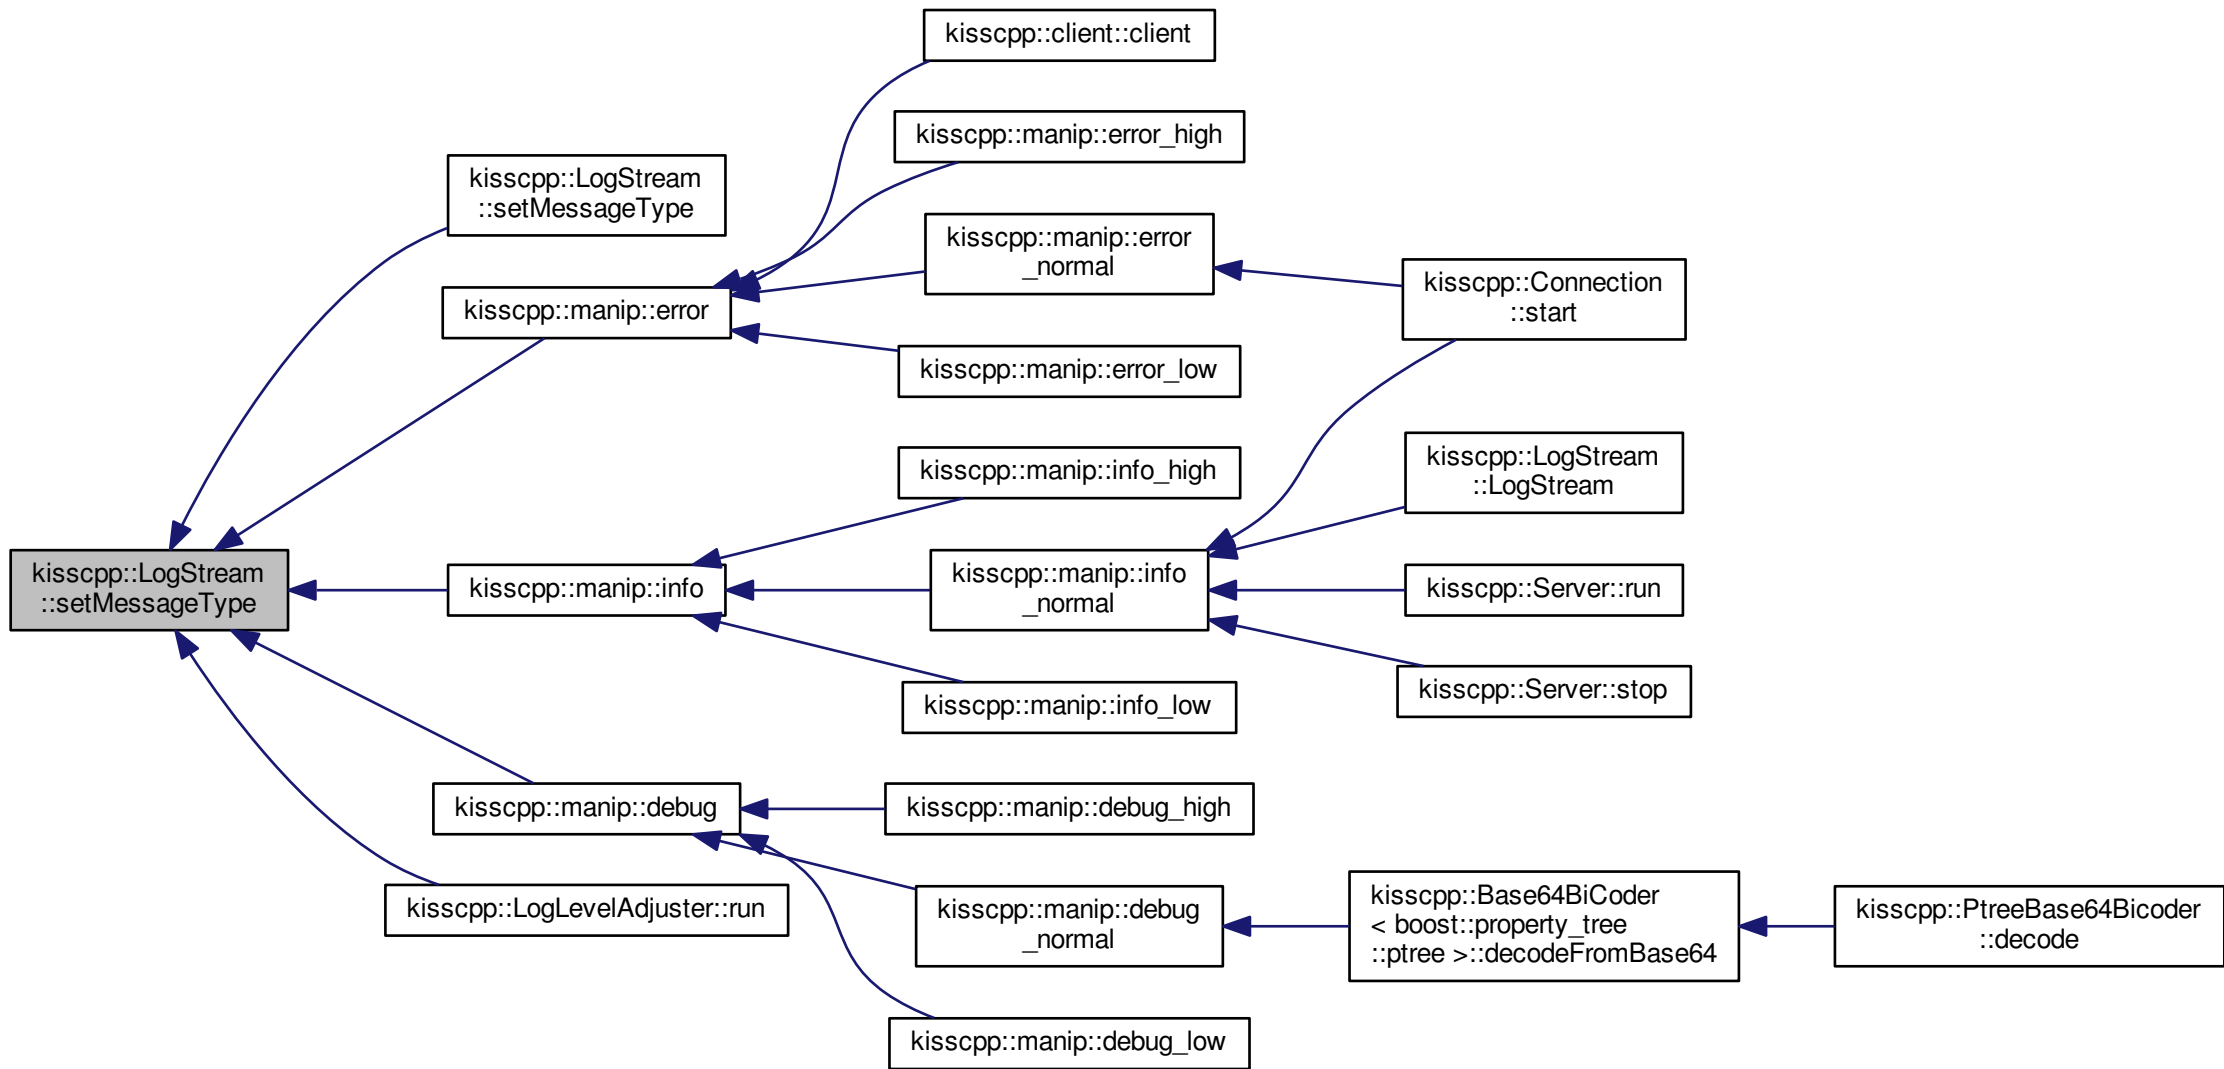 kisscpp::LogStream
::setMessageType
kisscpp::LogStream
::setMessageType
kisscpp::manip::error
kisscpp::client::client
kisscpp::manip::error_high
kisscpp::manip::error
_normal
kisscpp::Connection
::start
kisscpp::manip::error_low
kisscpp::manip::info
kisscpp::manip::info_high
kisscpp::manip::info
_normal
kisscpp::LogStream
::LogStream
kisscpp::Server::run
kisscpp::Server::stop
kisscpp::manip::info_low
kisscpp::manip::debug
kisscpp::manip::debug_high
kisscpp::manip::debug
_normal
kisscpp::Base64BiCoder
< boost::property_tree
::ptree >::decodeFromBase64
kisscpp::PtreeBase64Bicoder
::decode
kisscpp::manip::debug_low
kisscpp::LogLevelAdjuster::run